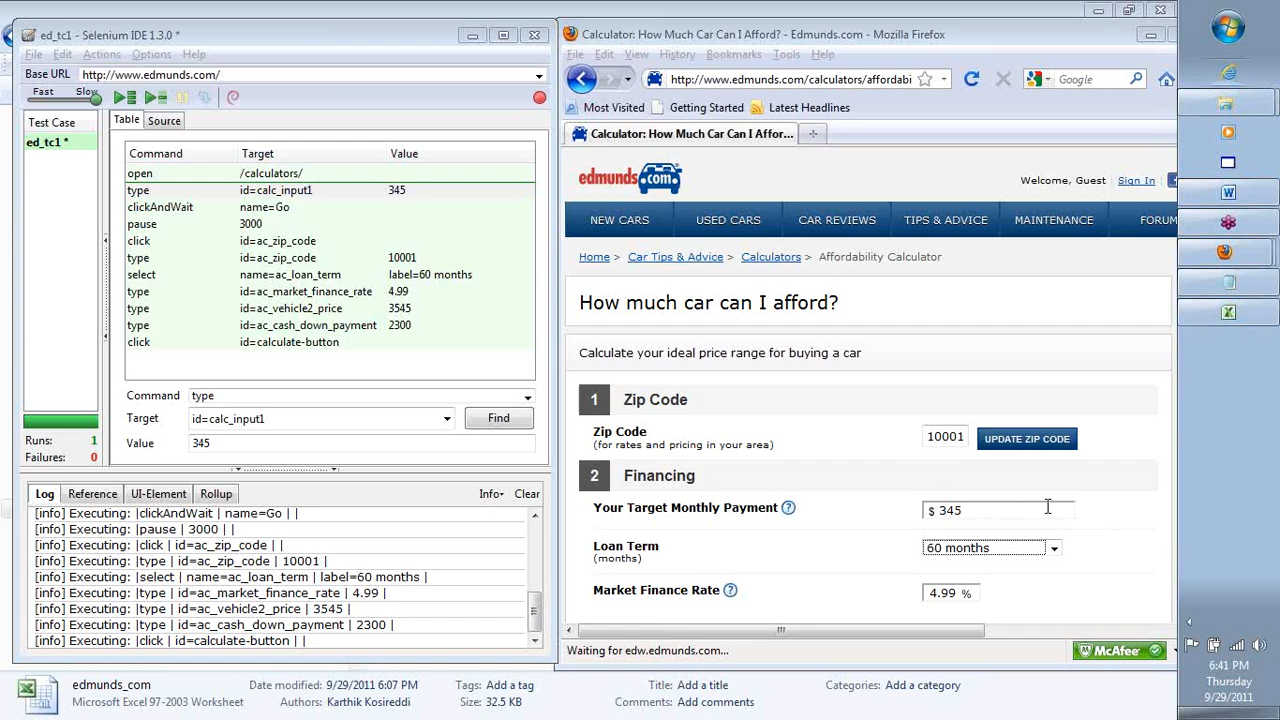 ed_tc1 - Selenium IDE 1.3.0 *
File Edit Actions Options Help
Base URL http://www.edmunds.com/
Fast Slow
Test Case
ed_tc1 *
Runs: 1
Failures: 0
Table Source
Command Target Value
open /calculators/
type id=calc_input1 345
clickAndWait name=Go
pause 3000
click id=ac_zip_code
type id=ac_zip_code 10001
select name=ac_loan_term label=60 months
type id=ac_market_finance_rate 4.99
type id=ac_vehicle2_price 3545
type id=ac_cash_down_payment 2300
click id=calculate-button
Command type
Target id=calc_input1 Find
Value 345
Log Reference UI-Element Rollup Info- Clear
[info] Executing: |clickAndWait | name=Go | |
[info] Executing: |pause | 3000 | |
[info] Executing: |click | id=ac_zip_code | |
[info] Executing: |type | id=ac_zip_code | 10001 |
[info] Executing: |select | name=ac_loan_term | label=60 months |
[info] Executing: |type | id=ac_market_finance_rate | 4.99 |
[info] Executing: |type | id=ac_vehicle2_price | 3545 |
[info] Executing: |type | id=ac_cash_down_payment | 2300 |
[info] Executing: |click | id=calculate-button | |
Calculator: How Much Car Can I Afford? - Edmunds.com - Mozilla Firefox
File Edit View History Bookmarks Tools Help
http://www.edmunds.com/calculators/affordabi Google
Most Visited Getting Started Latest Headlines
Calculator: How Much Car Can I Affor...
edmunds.com
Welcome, Guest Sign In
NEW CARS USED CARS CAR REVIEWS TIPS & ADVICE MAINTENANCE FORUM
Home > Car Tips & Advice > Calculators > Affordability Calculator
How much car can I afford?
Calculate your ideal price range for buying a car
1 Zip Code
Zip Code 10001 UPDATE ZIP CODE
(for rates and pricing in your area)
2 Financing
Your Target Monthly Payment ? $ 345
Loan Term 60 months
(months)
Market Finance Rate ? 4.99 %
Waiting for edw.edmunds.com... McAfee
edmunds_com Date modified: 9/29/2011 6:07 PM Tags: Add a tag Title: Add a title Categories: Add a category
Microsoft Excel 97-2003 Worksheet Authors: Karthik Kosireddi Size: 32.5 Comments: Add comments
6:41 PM
Thursday
9/29/2011